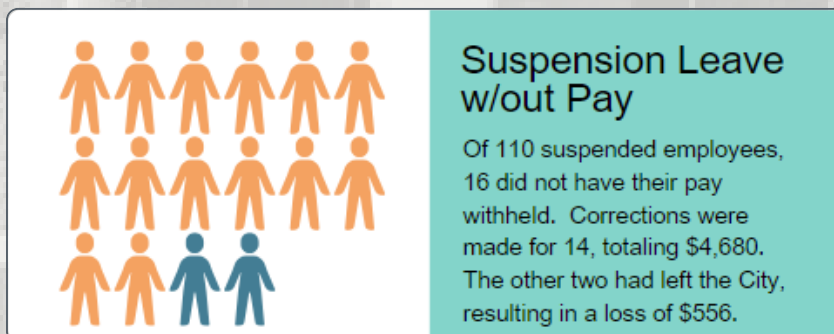 Suspension Leave
w/out Pay
Of 110 suspended employees,
16 did not have their pay
withheld.  Corrections were
made for 14, totaling $4,680.
The other two had left the City,
resulting in a loss of $556.